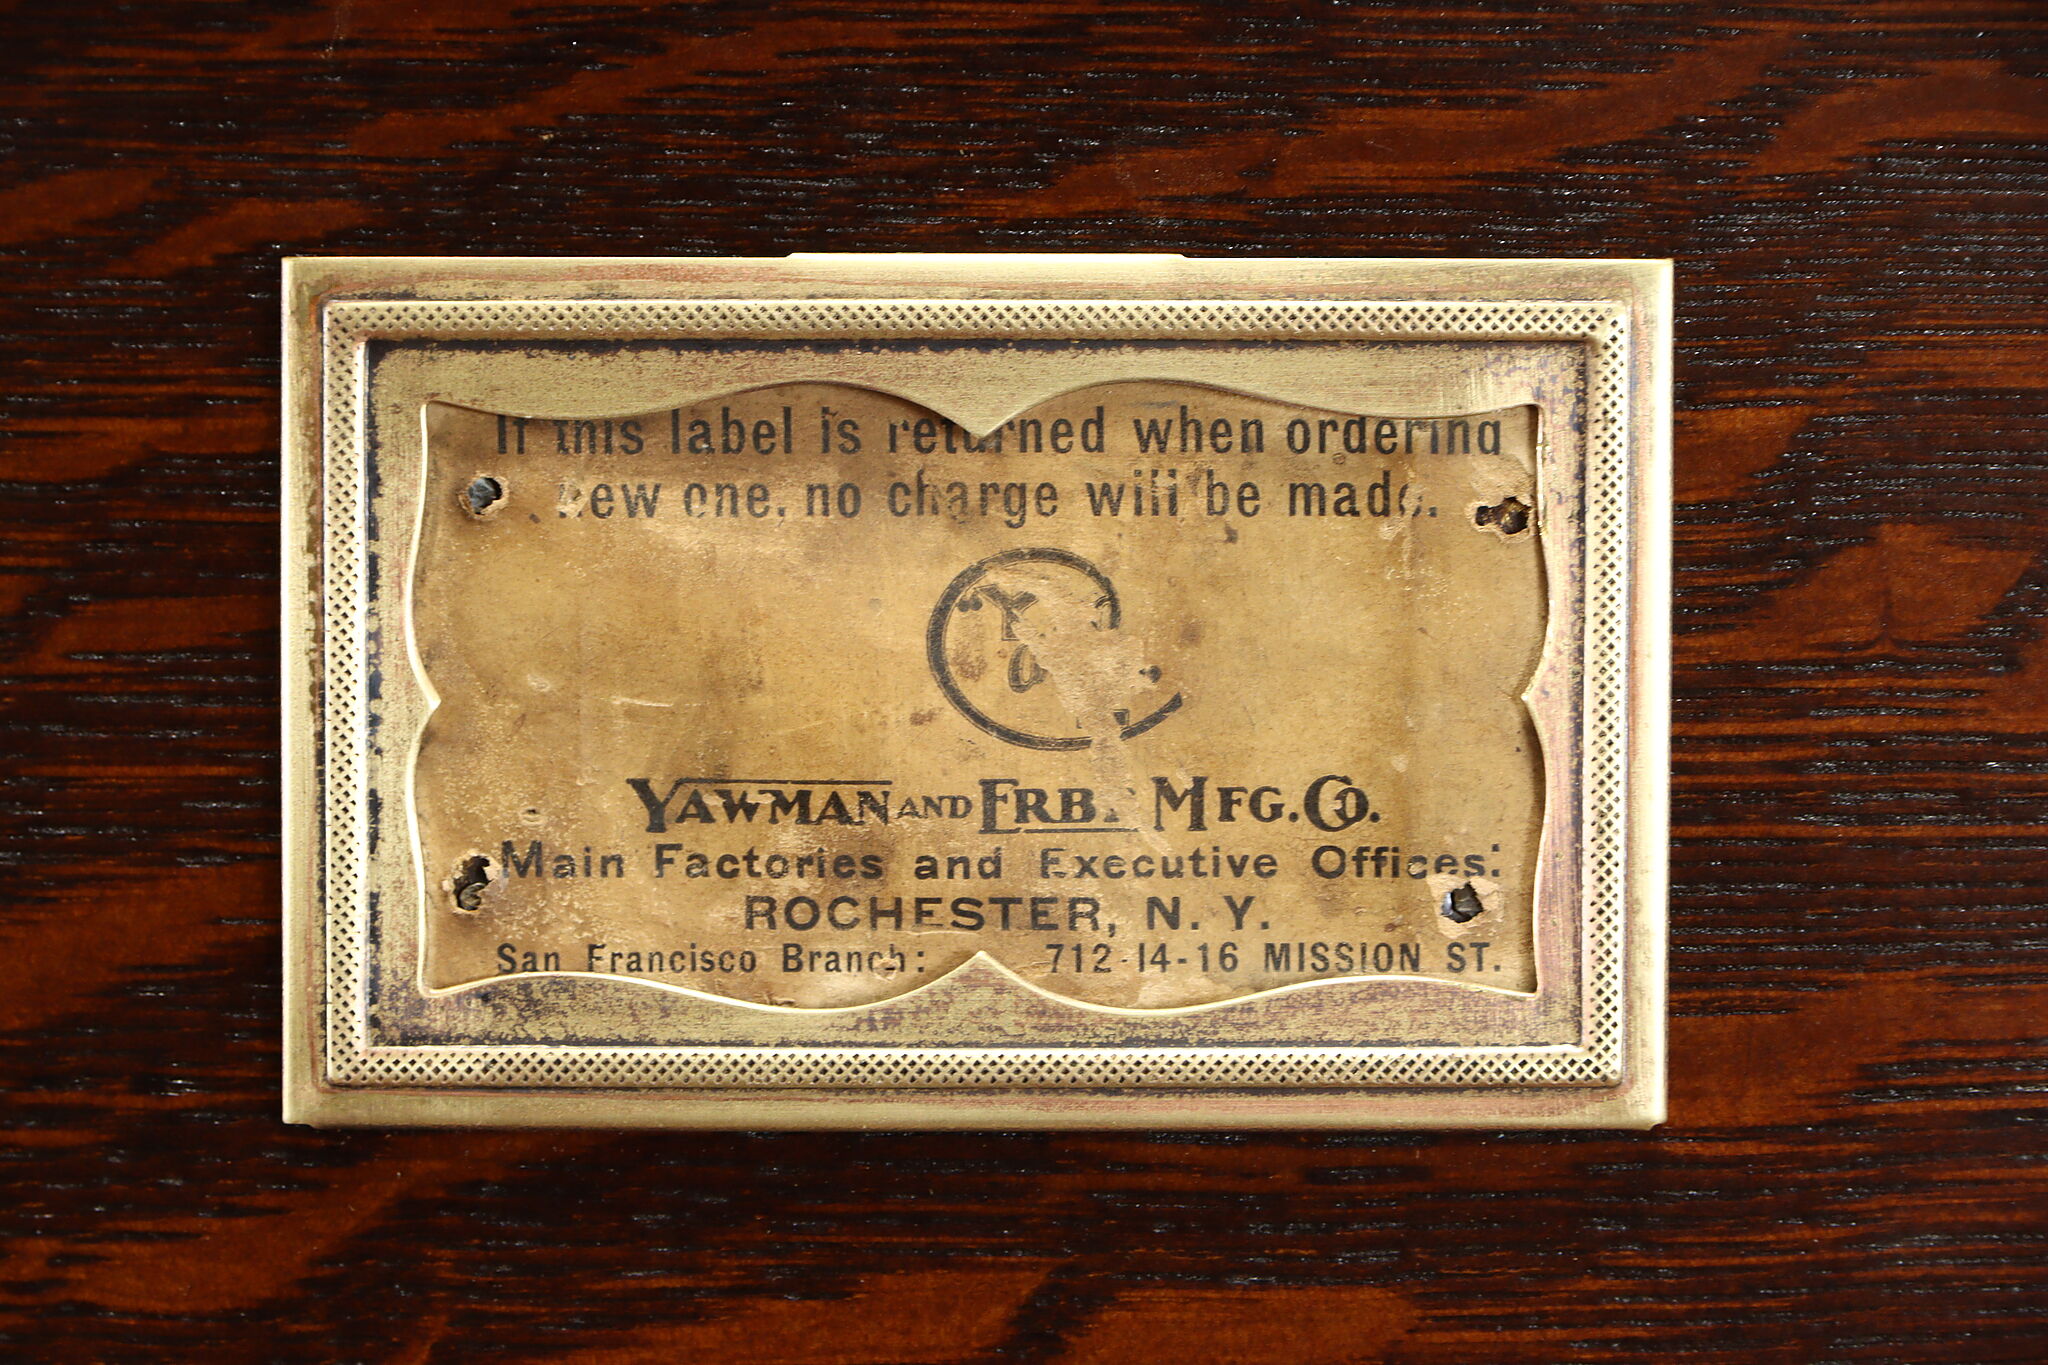 If this label is returned when ordering
new one, no charge will be made.
"Y
YAWMAN AND ERBE MFG. CO.
Main Factories and Executive Offices:
ROCHESTER, N. Y.
San Francisco Branch: 712-14-16 MISSION ST.